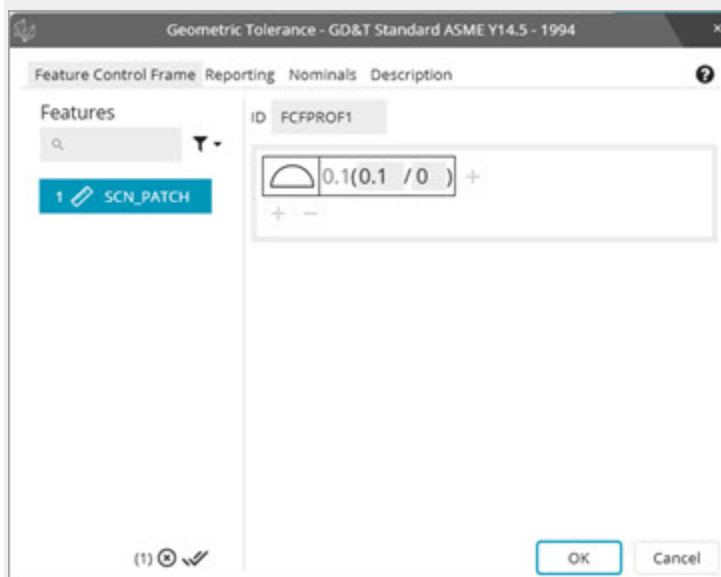 Geometric Tolerance - GD&T Standard ASME Y14.5 - 1994
Feature Control Frame Reporting Nominals Description
Features
ID FCFPROF1
0.1(0.1 / 0 )
1 SCN_PATCH
(1)
OK Cancel